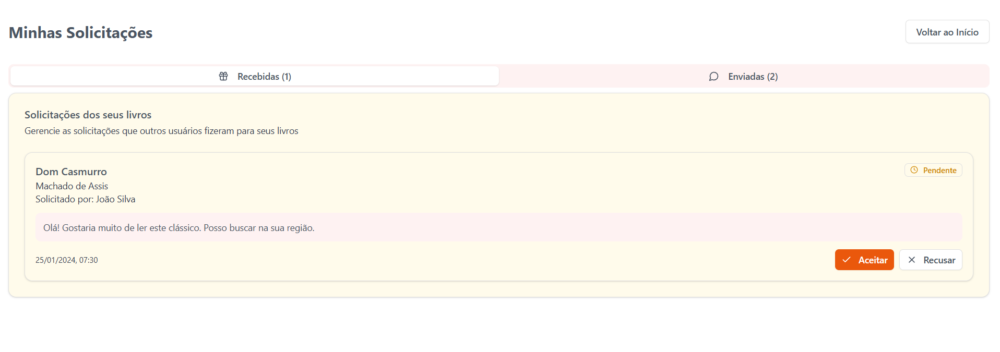 Minhas Solicitações
Voltar ao Início
Recebidas (1)
Enviadas (2)
Solicitações dos seus livros
Gerencie as solicitações que outros usuários fizeram para seus livros
Dom Casmurro
Pendente
Machado de Assis
Solicitado por: João Silva
Olá! Gostaria muito de ler este clássico. Posso buscar na sua região.
25/01/2024, 07:30
Aceitar
Recusar